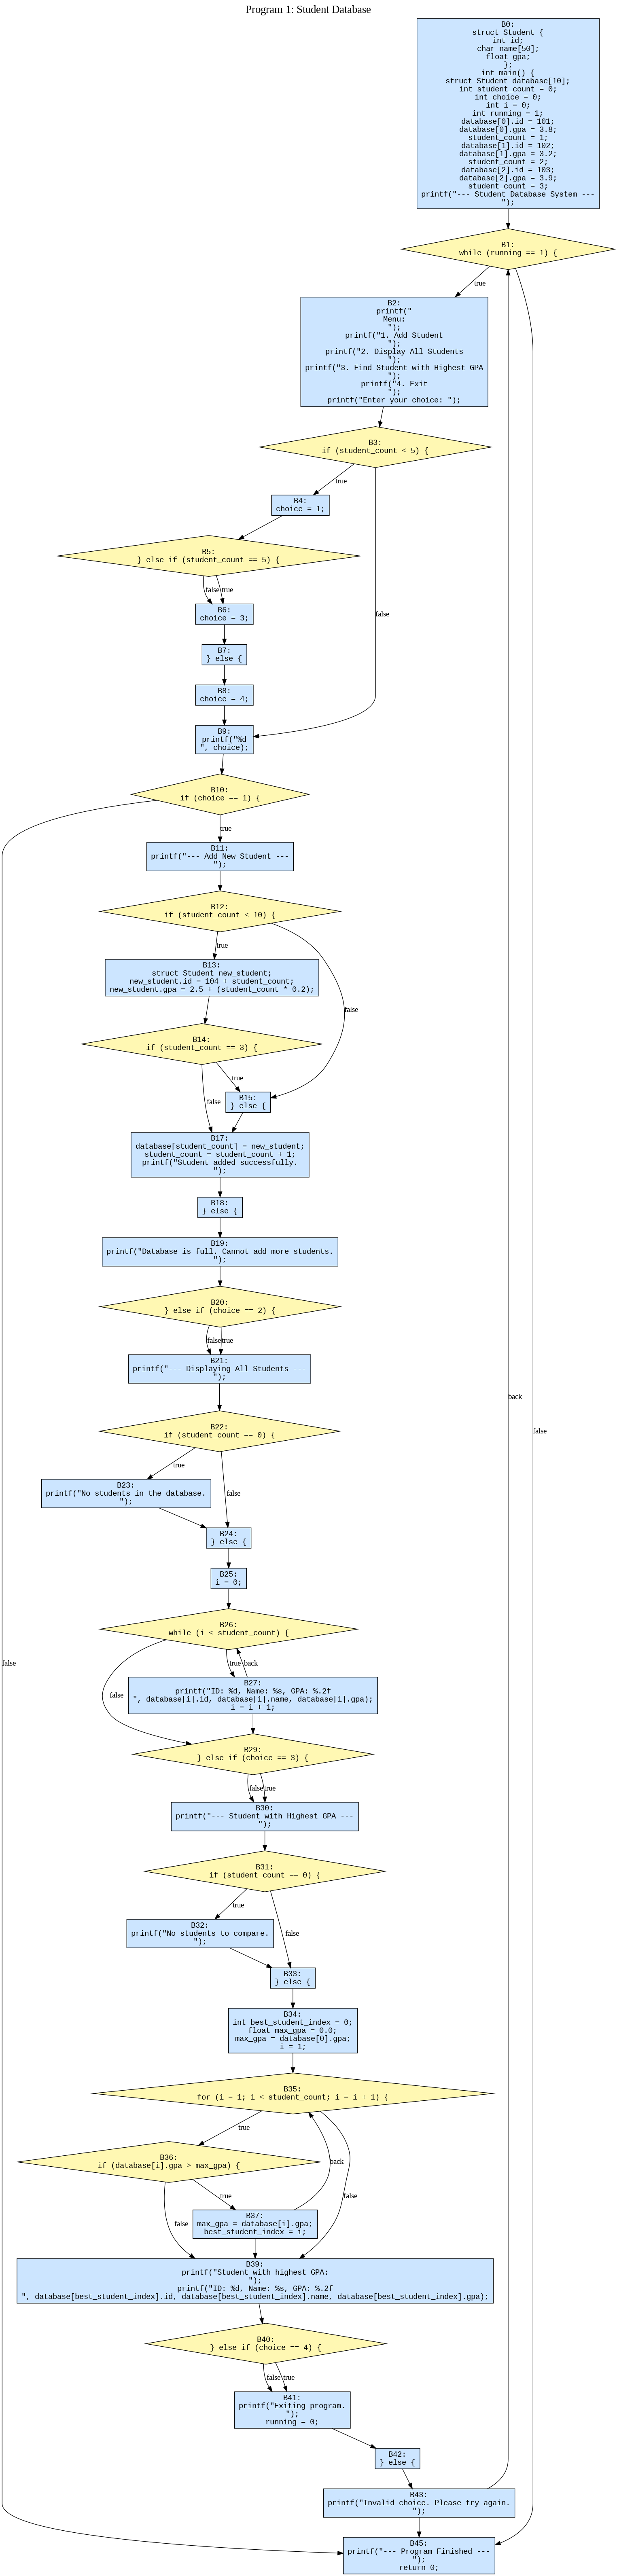 Program 1: Student Database
B0:
struct Student {
int id;
char name[50];
float gpa;
};
int main() {
struct Student database[10];
int student_count = 0;
int choice = 0;
int i = 0;
int running = 1;
database[0].id = 101;
database[0].gpa = 3.8;
student_count = 1;
database[1].id = 102;
database[1].gpa = 3.2;
student_count = 2;
database[2].id = 103;
database[2].gpa = 3.9;
student_count = 3;
printf("--- Student Database System ---
");
B1:
while (running == 1) {
true
B2:
printf("
Menu:
");
printf("1. Add Student
");
printf("2. Display All Students
");
printf("3. Find Student with Highest GPA
");
printf("4. Exit
");
printf("Enter your choice: ");
B3:
if (student_count < 5) {
true
B4:
choice = 1;
B5:
} else if (student_count == 5) {
false
true
B6:
choice = 3;
false
B7:
} else {
B8:
choice = 4;
B9:
printf("%d
", choice);
B10:
if (choice == 1) {
true
B11:
printf("--- Add New Student ---
");
B12:
if (student_count < 10) {
true
B13:
struct Student new_student;
new_student.id = 104 + student_count;
new_student.gpa = 2.5 + (student_count * 0.2);
false
B14:
if (student_count == 3) {
true
false
B15:
} else {
B17:
database[student_count] = new_student;
student_count = student_count + 1;
printf("Student added successfully.
");
B18:
} else {
B19:
printf("Database is full. Cannot add more students.
");
B20:
} else if (choice == 2) {
false
true
B21:
printf("--- Displaying All Students ---
");
back
false
B22:
if (student_count == 0) {
true
B23:
printf("No students in the database.
");
false
B24:
} else {
B25:
i = 0;
B26:
while (i < student_count) {
false
true
back
B27:
printf("ID: %d, Name: %s, GPA: %.2f
", database[i].id, database[i].name, database[i].gpa);
i = i + 1;
false
B29:
} else if (choice == 3) {
false
true
B30:
printf("--- Student with Highest GPA ---
");
B31:
if (student_count == 0) {
true
B32:
printf("No students to compare.
");
false
B33:
} else {
B34:
int best_student_index = 0;
float max_gpa = 0.0;
max_gpa = database[0].gpa;
i = 1;
B35:
for (i = 1; i < student_count; i = i + 1) {
true
B36:
if (database[i].gpa > max_gpa) {
back
true
false
B37:
max_gpa = database[i].gpa;
best_student_index = i;
false
B39:
printf("Student with highest GPA:
");
printf("ID: %d, Name: %s, GPA: %.2f
", database[best_student_index].id, database[best_student_index].name, database[best_student_index].gpa);
B40:
} else if (choice == 4) {
false
true
B41:
printf("Exiting program.
");
running = 0;
B42:
} else {
B43:
printf("Invalid choice. Please try again.
");
B45:
printf("--- Program Finished ---
");
return 0;